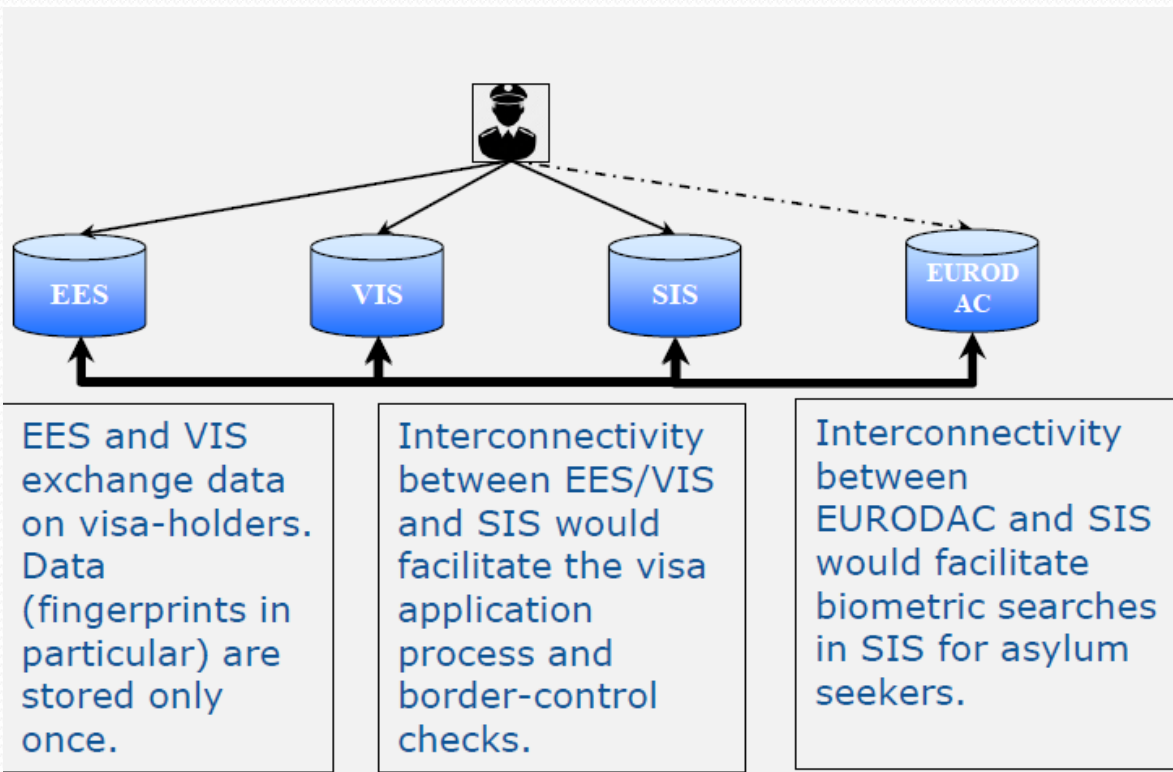 EES
VIS
SIS
EUROD
AC
EES and VIS
exchange data
on visa-holders.
Data
(fingerprints in
particular) are
stored only
once.
Interconnectivity
between EES/VIS
and SIS would
facilitate the visa
application
process and
border-control
checks.
Interconnectivity
between
EURODAC and SIS
would facilitate
biometric searches
in SIS for asylum
seekers.